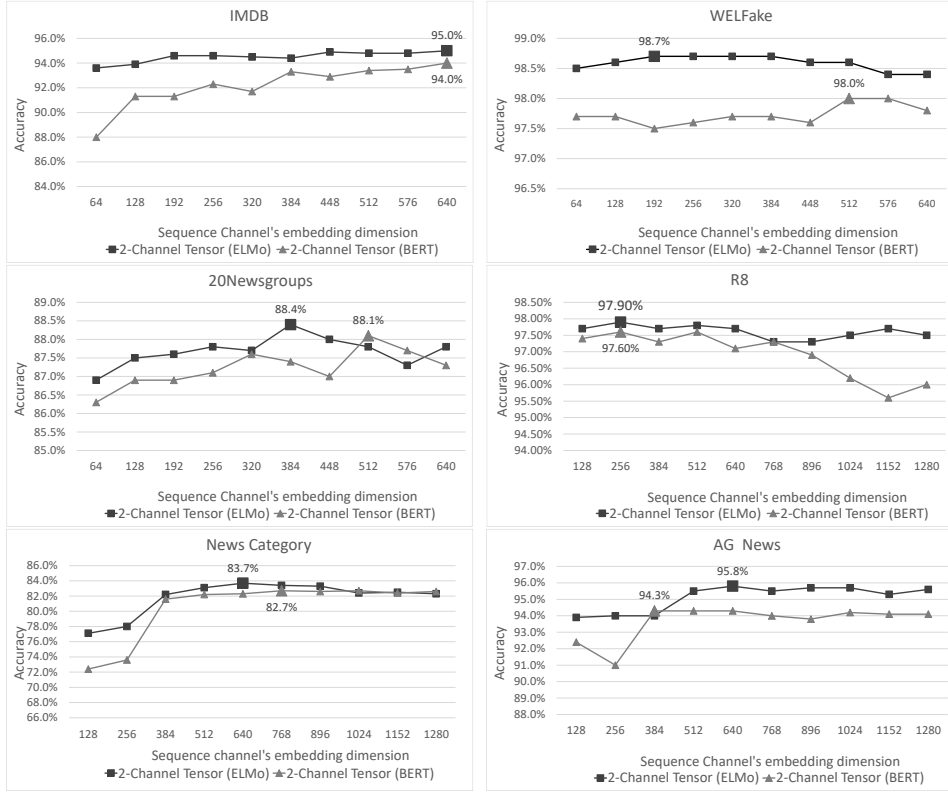 IMDB
96.0%
94.0%
92.0%
90.0%
88.0%
86.0%
84.0%
Accuracy
95.0%
94.0%
64 128 192 256 320 384 448 512 576 640
Sequence Channel's embedding dimension
2-Channel Tensor (ELMo) 2-Channel Tensor (BERT)
WELFake
99.0%
98.5%
98.0%
97.5%
97.0%
96.5%
Accuracy
98.7%
98.0%
64 128 192 256 320 384 448 512 576 640
Sequence Channel's embedding dimension
2-Channel Tensor (ELMo) 2-Channel Tensor (BERT)
20Newsgroups
89.0%
88.5%
88.0%
87.5%
87.0%
86.5%
86.0%
85.5%
85.0%
Accuracy
88.4%
88.1%
64 128 192 256 320 384 448 512 576 640
Sequence Channel's embedding dimension
2-Channel Tensor (ELMo) 2-Channel Tensor (BERT)
R8
98.50%
98.00%
97.50%
97.00%
96.50%
96.00%
95.50%
95.00%
94.50%
94.00%
Accuracy
97.90%
97.60%
128 256 384 512 640 768 896 1024 1152 1280
Sequence Channel's embedding dimension
2-Channel Tensor (ELMo) 2-Channel Tensor (BERT)
News Category
86.0%
84.0%
82.0%
80.0%
78.0%
76.0%
74.0%
72.0%
70.0%
68.0%
66.0%
Accuracy
83.7%
82.7%
128 256 384 512 640 768 896 1024 1152 1280
Sequence channel's embedding dimension
2-Channel Tensor (ELMo) 2-Channel Tensor (BERT)
AG News
97.0%
96.0%
95.0%
94.0%
93.0%
92.0%
91.0%
90.0%
89.0%
88.0%
Accuracy
94.3%
95.8%
128 256 384 512 640 768 896 1024 1152 1280
Sequence channel's embedding dimension
2-Channel Tensor (ELMo) 2-Channel Tensor (BERT)